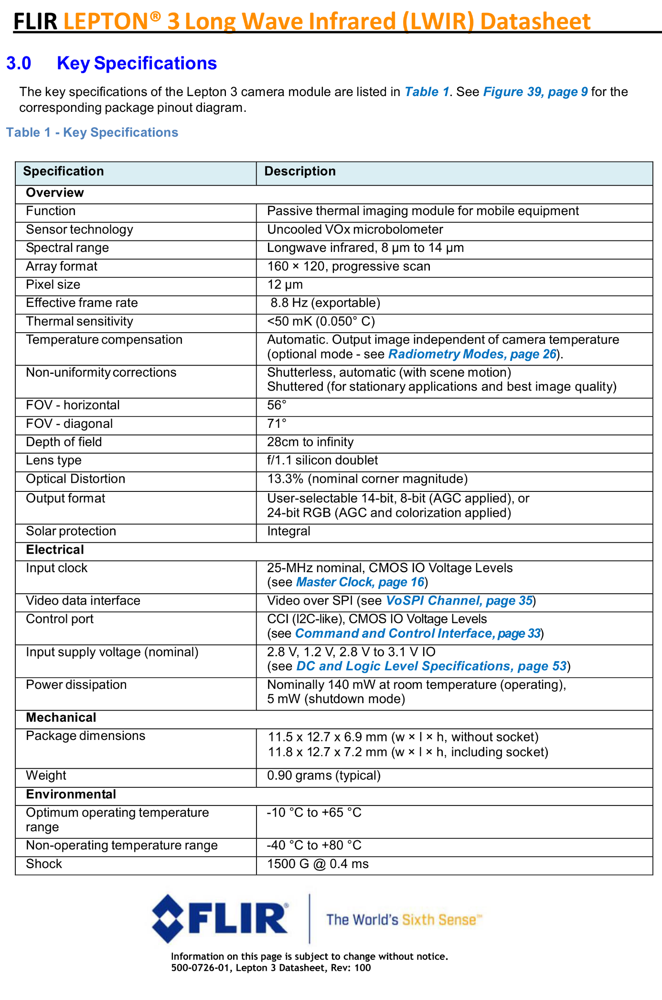 FLIR LEPTON® 3 Long Wave Infrared (LWIR) Datasheet
3.0 Key Specifications
The key specifications of the Lepton 3 camera module are listed in Table 1. See Figure 39, page 9 for the
corresponding package pinout diagram.
Table 1 - Key Specifications
Specification Description
Overview
Function Passive thermal imaging module for mobile equipment
Sensor technology Uncooled VOx microbolometer
Spectral range Longwave infrared, 8 µm to 14 µm
Array format 160 × 120, progressive scan
Pixel size 12 µm
Effective frame rate 8.8 Hz (exportable)
Thermal sensitivity <50 mK (0.050° C)
Temperature compensation Automatic. Output image independent of camera temperature
(optional mode - see Radiometry Modes, page 26).
Non-uniformity corrections Shutterless, automatic (with scene motion)
Shuttered (for stationary applications and best image quality)
FOV - horizontal 56°
FOV - diagonal 71°
Depth of field 28cm to infinity
Lens type f/1.1 silicon doublet
Optical Distortion 13.3% (nominal corner magnitude)
Output format User-selectable 14-bit, 8-bit (AGC applied), or
24-bit RGB (AGC and colorization applied)
Solar protection Integral
Electrical
Input clock 25-MHz nominal, CMOS IO Voltage Levels
(see Master Clock, page 16)
Video data interface Video over SPI (see VoSPI Channel, page 35)
Control port CCI (I2C-like), CMOS IO Voltage Levels
(see Command and Control Interface, page 33)
Input supply voltage (nominal) 2.8 V, 1.2 V, 2.8 V to 3.1 V IO
(see DC and Logic Level Specifications, page 53)
Power dissipation Nominally 140 mW at room temperature (operating),
5 mW (shutdown mode)
Mechanical
Package dimensions 11.5 x 12.7 x 6.9 mm (w × l × h, without socket)
11.8 x 12.7 x 7.2 mm (w × l × h, including socket)
Weight 0.90 grams (typical)
Environmental
Optimum operating temperature -10 °C to +65 °C
range
Non-operating temperature range -40 °C to +80 °C
Shock 1500 G @ 0.4 ms
FLIR® The World's Sixth Sense™
Information on this page is subject to change without notice.
500-0726-01, Lepton 3 Datasheet, Rev: 100